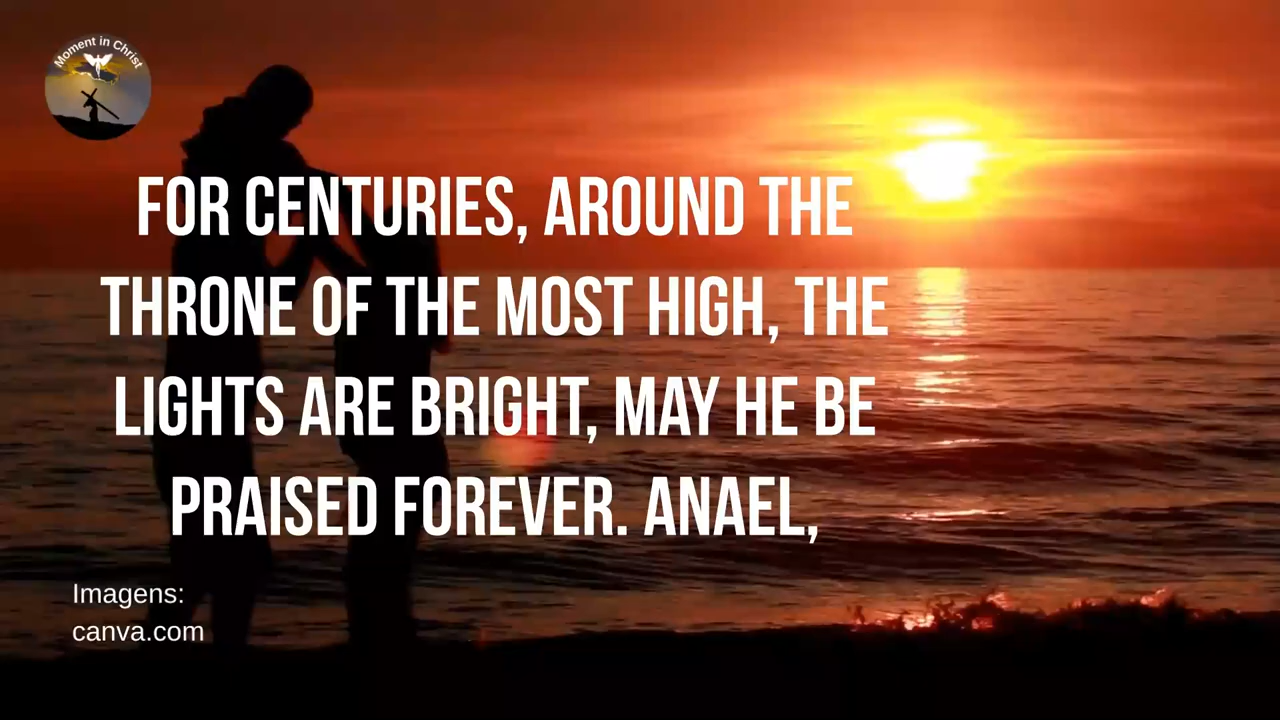 Moment in Christ
FOR CENTURIES, AROUND THE
THRONE OF THE MOST HIGH, THE
LIGHTS ARE BRIGHT, MAY HE BE
PRAISED FOREVER. ANAEL,
Imagens:
canva.com